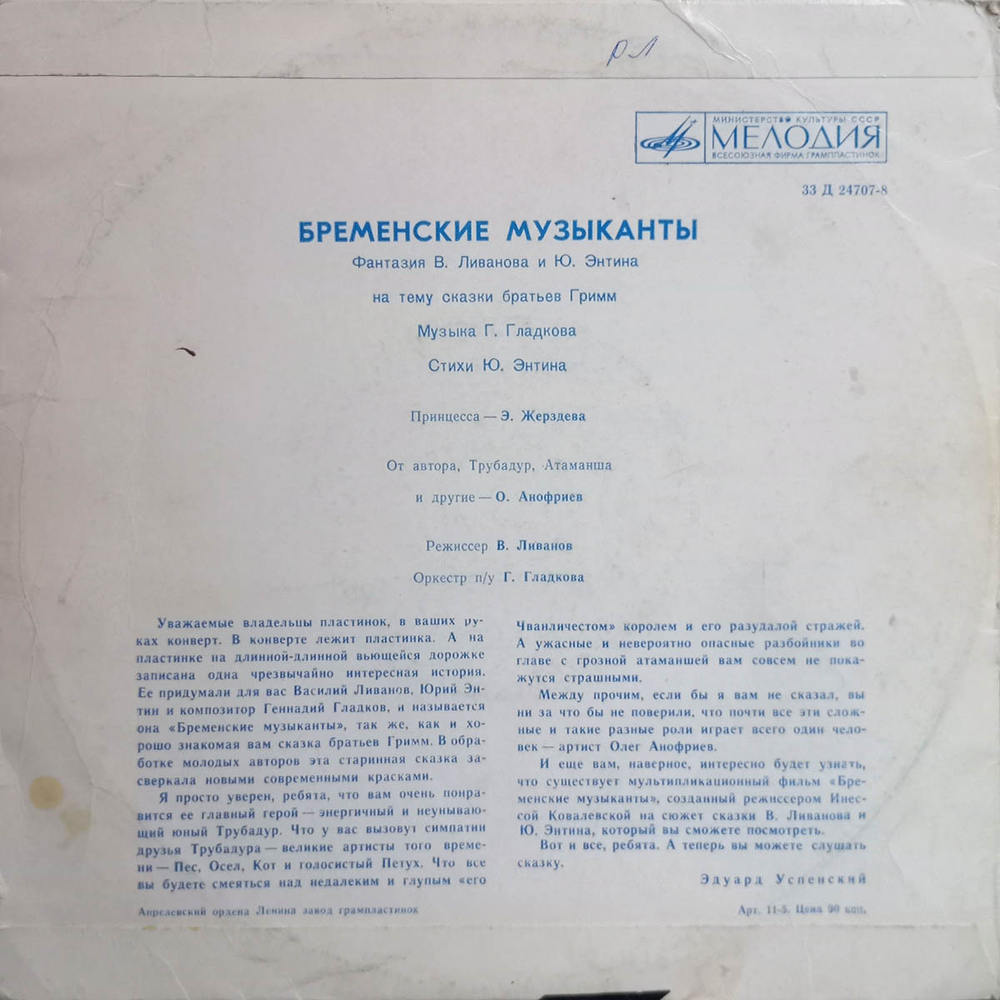 РЛ
МИНИСТЕРСТВО КУЛЬТУРЫ СССР
МЕЛОДИЯ
ВСЕСОЮЗНАЯ ФИРМА ГРАМПЛАСТИНОК
33 Д 24707-8
БРЕМЕНСКИЕ МУЗЫКАНТЫ
Фантазия В. Ливанова и Ю. Энтина
на тему сказки братьев Гримм
Музыка Г. Гладкова
Стихи Ю. Энтина
Принцесса — Э. Жерздева
От автора, Трубадур, Атаманша
и другие — О. Анофриев
Режиссер В. Ливанов
Оркестр п/у Г. Гладкова
Уважаемые владельцы пластинок, в ваших ру-
ках конверт. В конверте лежит пластинка. А на
пластинке на длинной-длинной вьющейся дорожке
записана одна чрезвычайно интересная история.
Ее придумали для вас Василий Ливанов, Юрий Эн-
тин и композитор Геннадий Гладков, и называется
она «Бременские музыканты», так же, как и хо-
рошо знакомая вам сказка братьев Гримм. В обра-
ботке молодых авторов эта старинная сказка за-
сверкала новыми современными красками.
Я просто уверен, ребята, что вам очень понра-
вится ее главный герой — энергичный и неунываю-
щий юный Трубадур. Что у вас вызовут симпатии
друзья Трубадура — великие артисты того време-
ни — Пес, Осел, Кот и голосистый Петух. Что все
вы будете смеяться над недалеким и глупым «его
Чванличестом» королем и его разудалой стражей.
А ужасные и невероятно опасные разбойники во
главе с грозной атаманшей вам совсем не пока-
жутся страшными.
Между прочим, если бы я вам не сказал, вы
ни за что бы не поверили, что почти все эти слож-
ные и такие разные роли играет всего один чело-
век — артист Олег Анофриев.
И еще вам, наверное, интересно будет узнать,
что существует мультипликационный фильм «Бре-
менские музыканты», созданный режиссером Инес-
сой Ковалевской на сюжет сказки В. Ливанова и
Ю. Энтина, который вы сможете посмотреть.
Вот и все, ребята. А теперь вы можете слушать
сказку.
Эдуард Успенский
Апрелевский ордена Ленина завод грампластинок
Арт. 11-5. Цена 90 коп.